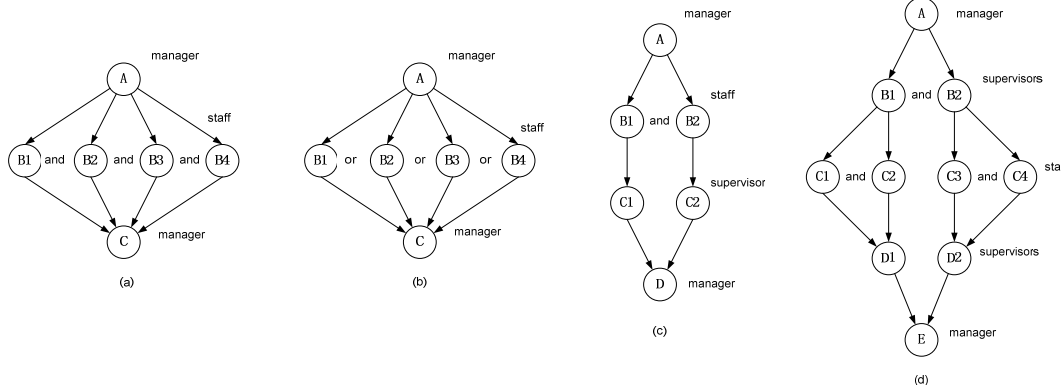 manager
A
staff
B1 and B2 and B3 and B4
C manager
(a)
manager
A
staff
B1 or B2 or B3 or B4
C manager
(b)
manager
A
staff
B1 and B2
supervisor
C1 C2
D manager
(c)
A manager
supervisors
B1 and B2
sta
C1 and C2 C3 and C4
D1 D2 supervisors
E manager
(d)